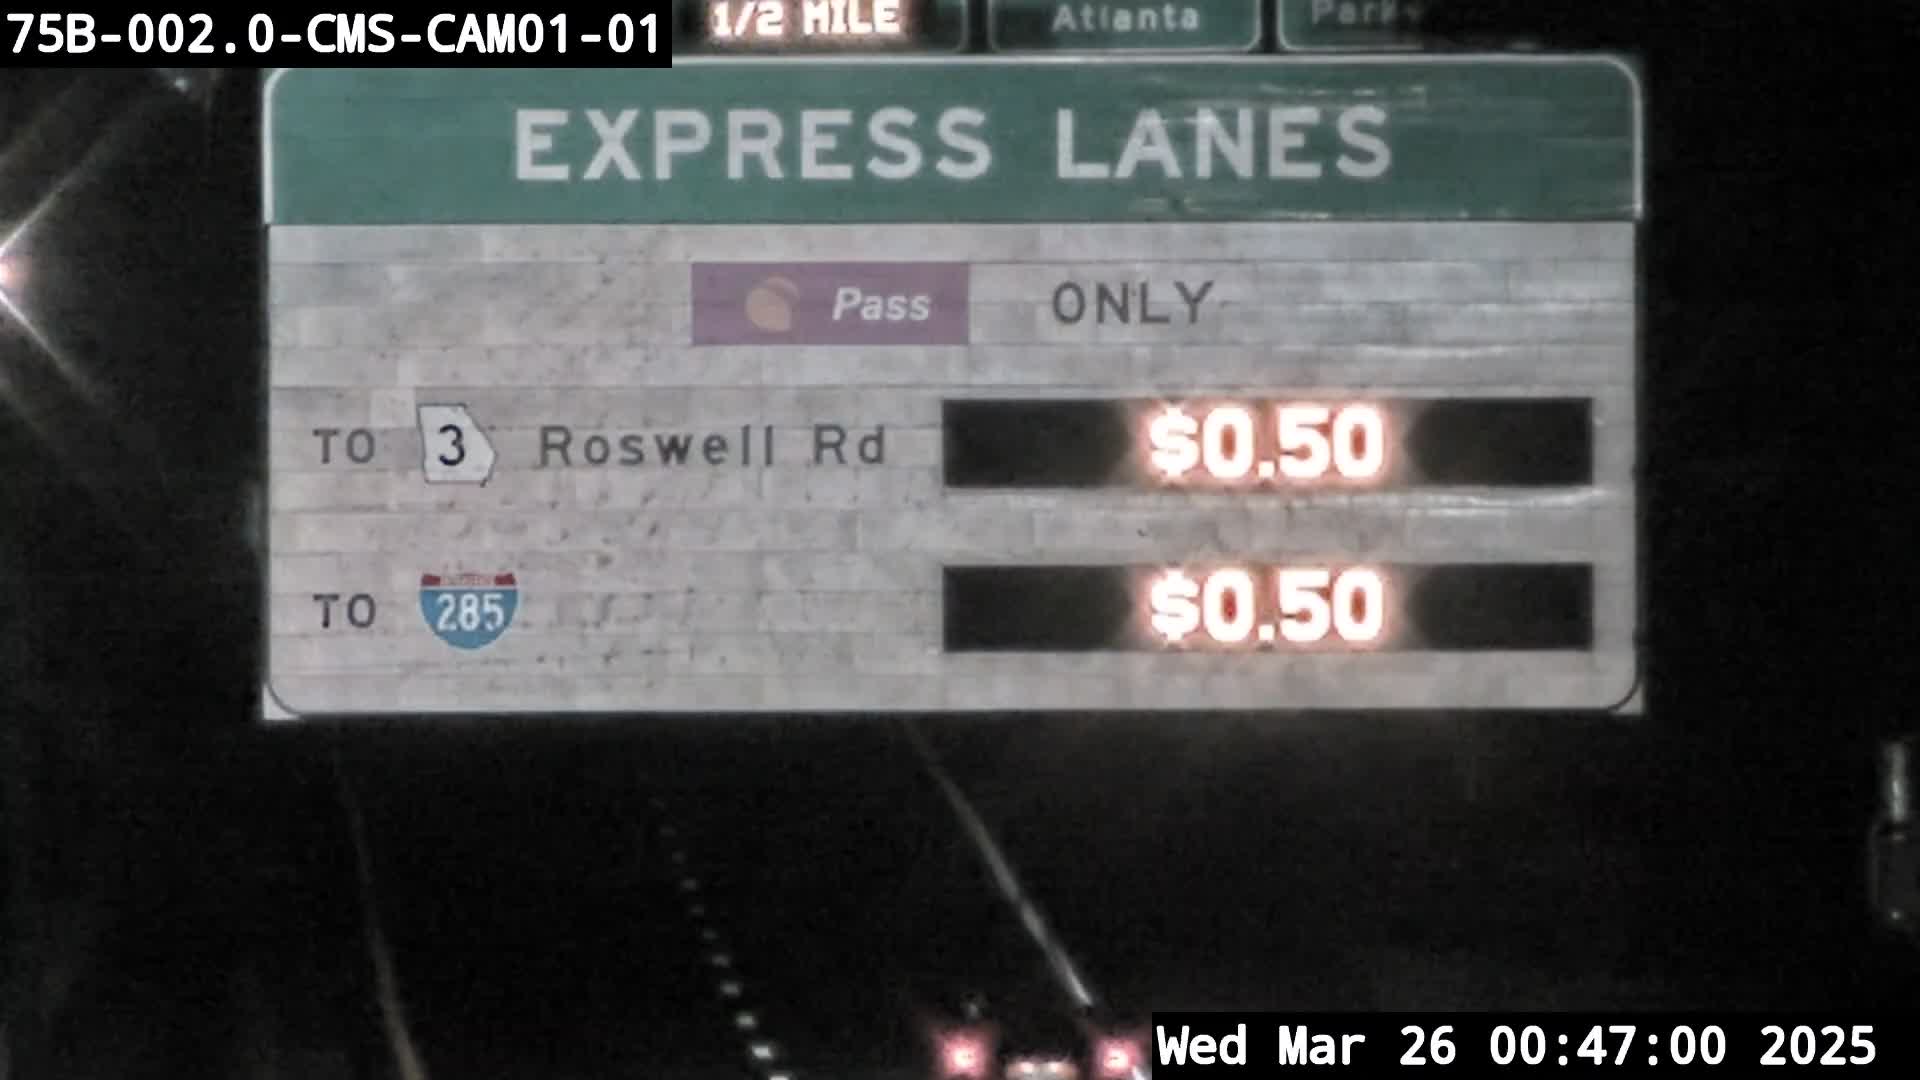 75B-002.0-CMS-CAM01-01
1/2 MILE
Atlanta
EXPRESS LANES
Pass ONLY
TO 3 Roswell Rd $0.50
TO 285 $0.50
Wed Mar 26 00:47:00 2025